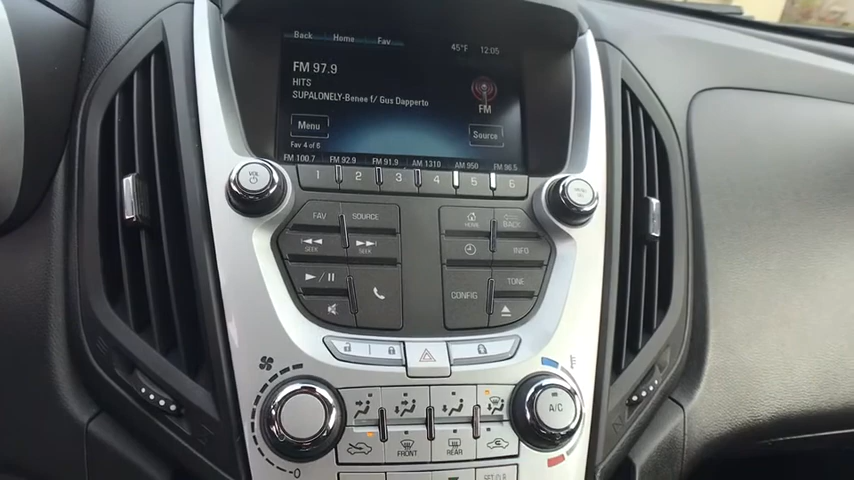 Back Home Fav 45°F 12:05
FM 97.9
HITS
SUPALONELY-Benee f/ Gus Dapperto
FM
Menu
Source
Fav 4 of 6
FM 100.7 FM 92.9 FM 91.9 AM 1310 AM 950 FM 96.5
VOL
1 2 3 4 5 6
MENU
FAV SOURCE HOME BACK
SEEK SEEK INFO
CONFIG TONE
A/C
FRONT REAR
0